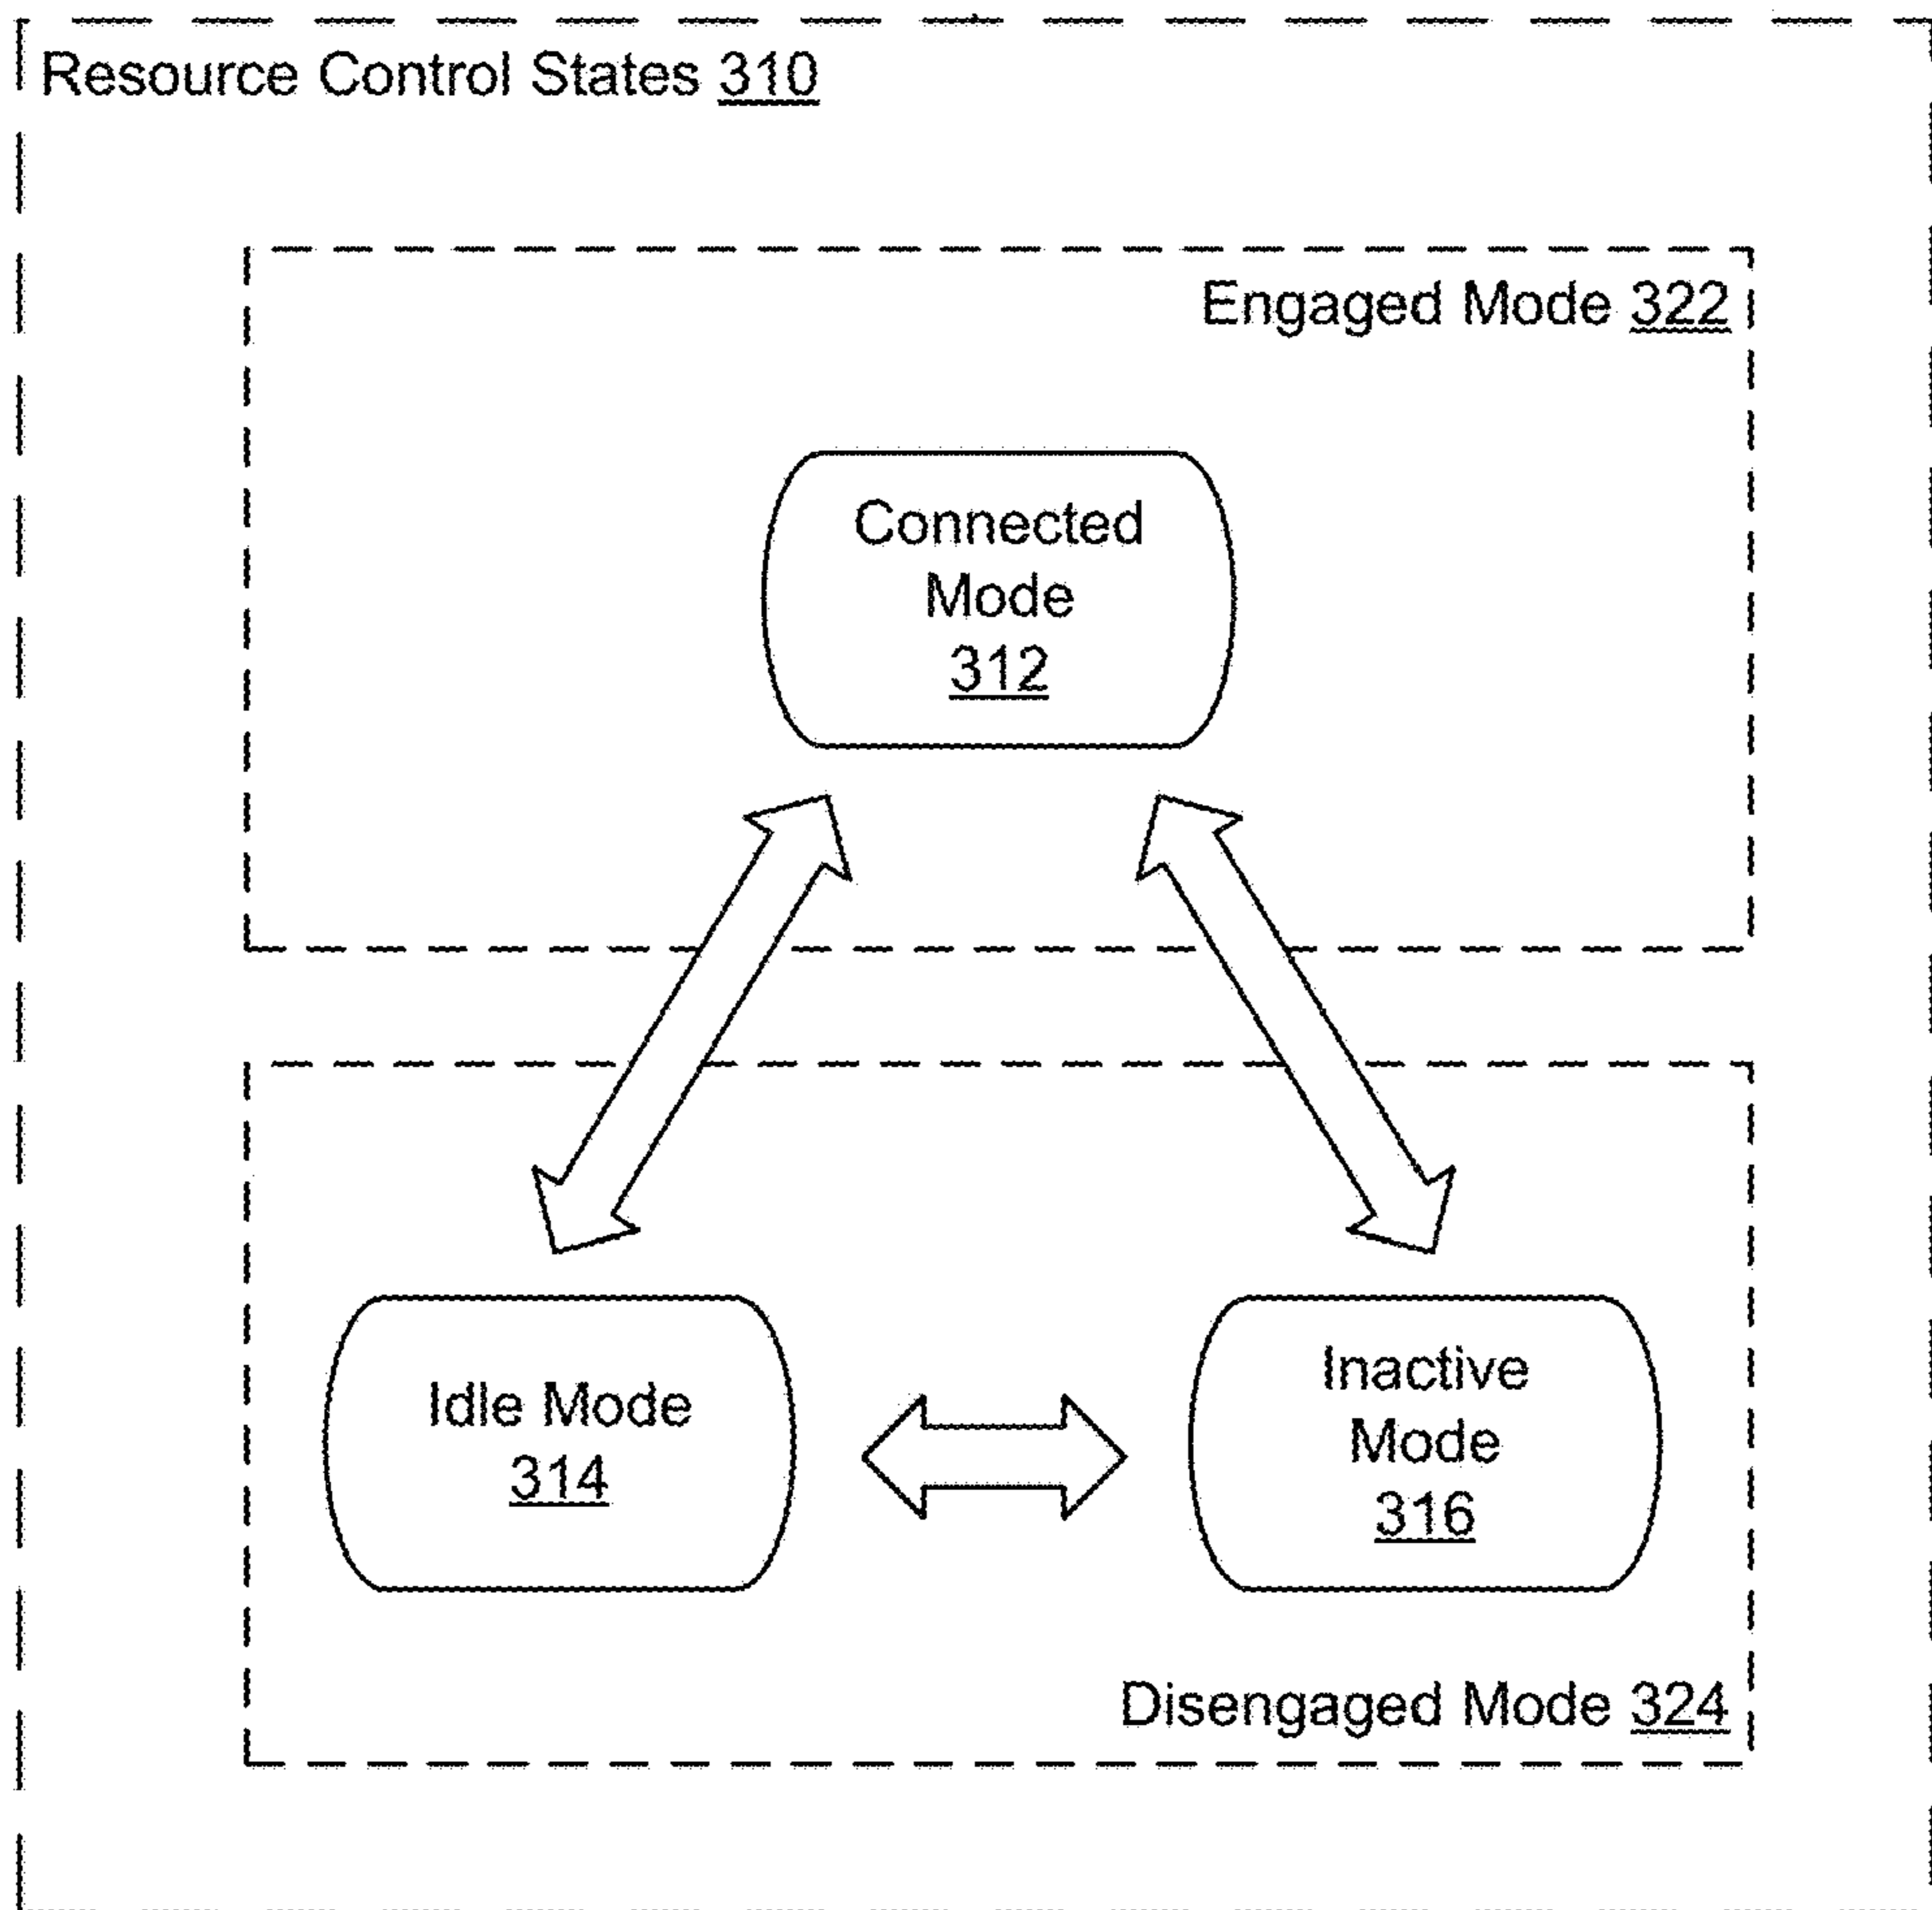 Resource Control States 310
Engaged Mode 322
Connected
Mode
312
Idle Mode
314
Inactive
Mode
316
Disengaged Mode 324